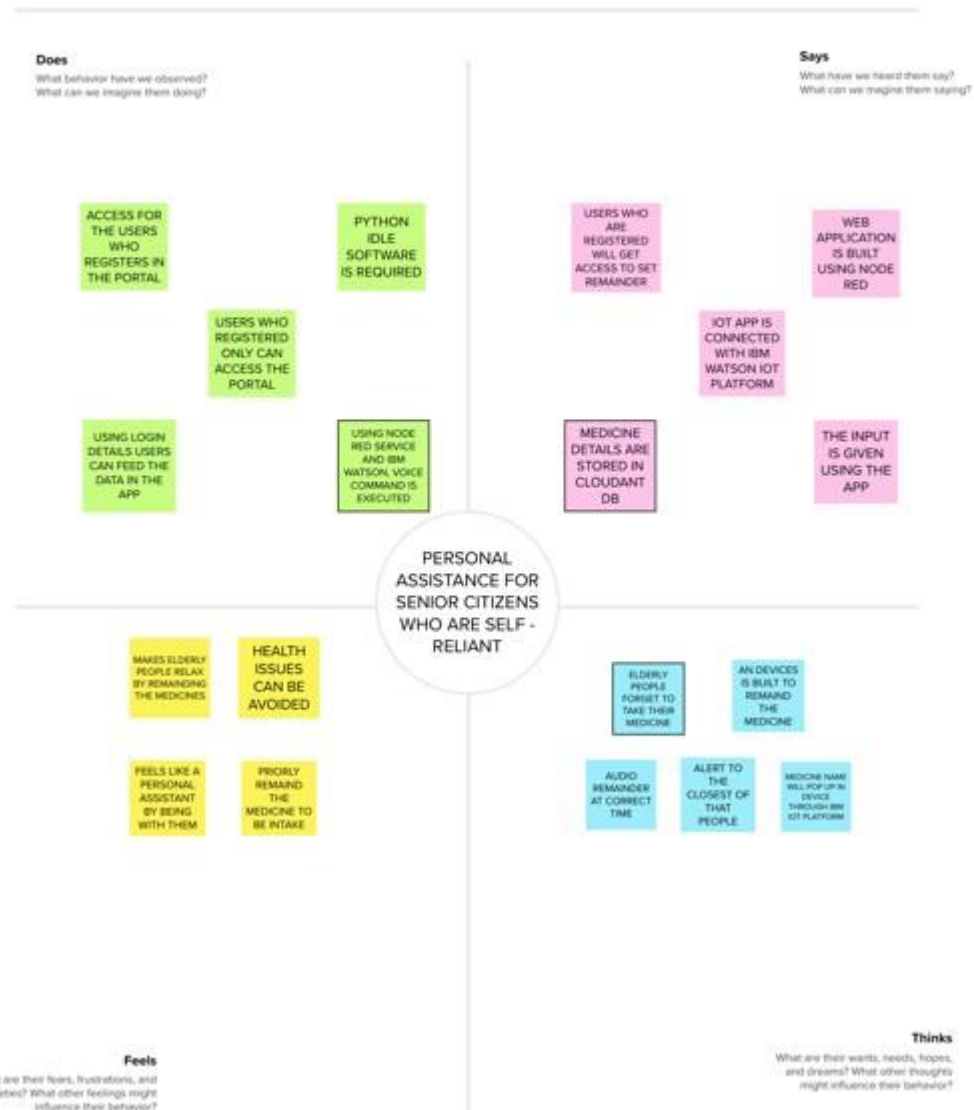 Does
What behavior have we observed?
What can we imagine them doing?
Says
What have we heard them say?
What can we magine them saying?
ACCESS FOR
THE USERS
WHO
REGISTERS IN
THE PORTAL
PYTHON
IDLE
SOFTWARE
IS REQUIRED
USERS WHO
REGISTERED
ONLY CAN
ACCESS THE
PORTAL
USING LOGIN
DETAILS USERS
CAN FEED THE
DATA IN THE
APP
USING NODE
RED SERVICE
AND IBM
WATSON, VOICE
COMMAND IS
EXECUTED
USERS WHO
ARE
REGISTERED
WILL GET
ACCESS TO SET
REMAINDER
WEB
APPLICATION
IS BUILT
USING NODE
RED
IOT APP IS
CONNECTED
WITH IBM
WATSON IOT
PLATFORM
MEDICINE
DETAILS ARE
STORED IN
CLOUDANT
DB
THE INPUT
IS GIVEN
USING THE
APP
PERSONAL
ASSISTANCE FOR
SENIOR CITIZENS
WHO ARE SELF -
RELIANT
MAKES ELDERLY
PEOPLE RELAX
BY REMAINDING
THE MEDICINES
HEALTH
ISSUES
CAN BE
AVOIDED
FEELS LIKE A
PERSONAL
ASSISTANT
BY BEING
WITH THEM
PRIORLY
REMAIND
THE
MEDICINE TO
BE INTAKE
ELDERLY
PEOPLE
FORGET TO
TAKE THEIR
MEDICINE
AN DEVICES
IS BUILT TO
REMAIND
THE
MEDICINE
AUDIO
REMAINDER
AT CORRECT
TIME
ALERT TO
THE
CLOSEST OF
THAT
PEOPLE
MEDICINE NAME
WILL POP UP IN
DEVICE
THROUGH IBM
IOT PLATFORM
Feels
are their fears, frustrations, and
What other feelings might
influence their behavior?
Thinks
What are their wants, needs, hopes,
and dreams? What other thoughts
might influence their behavior?